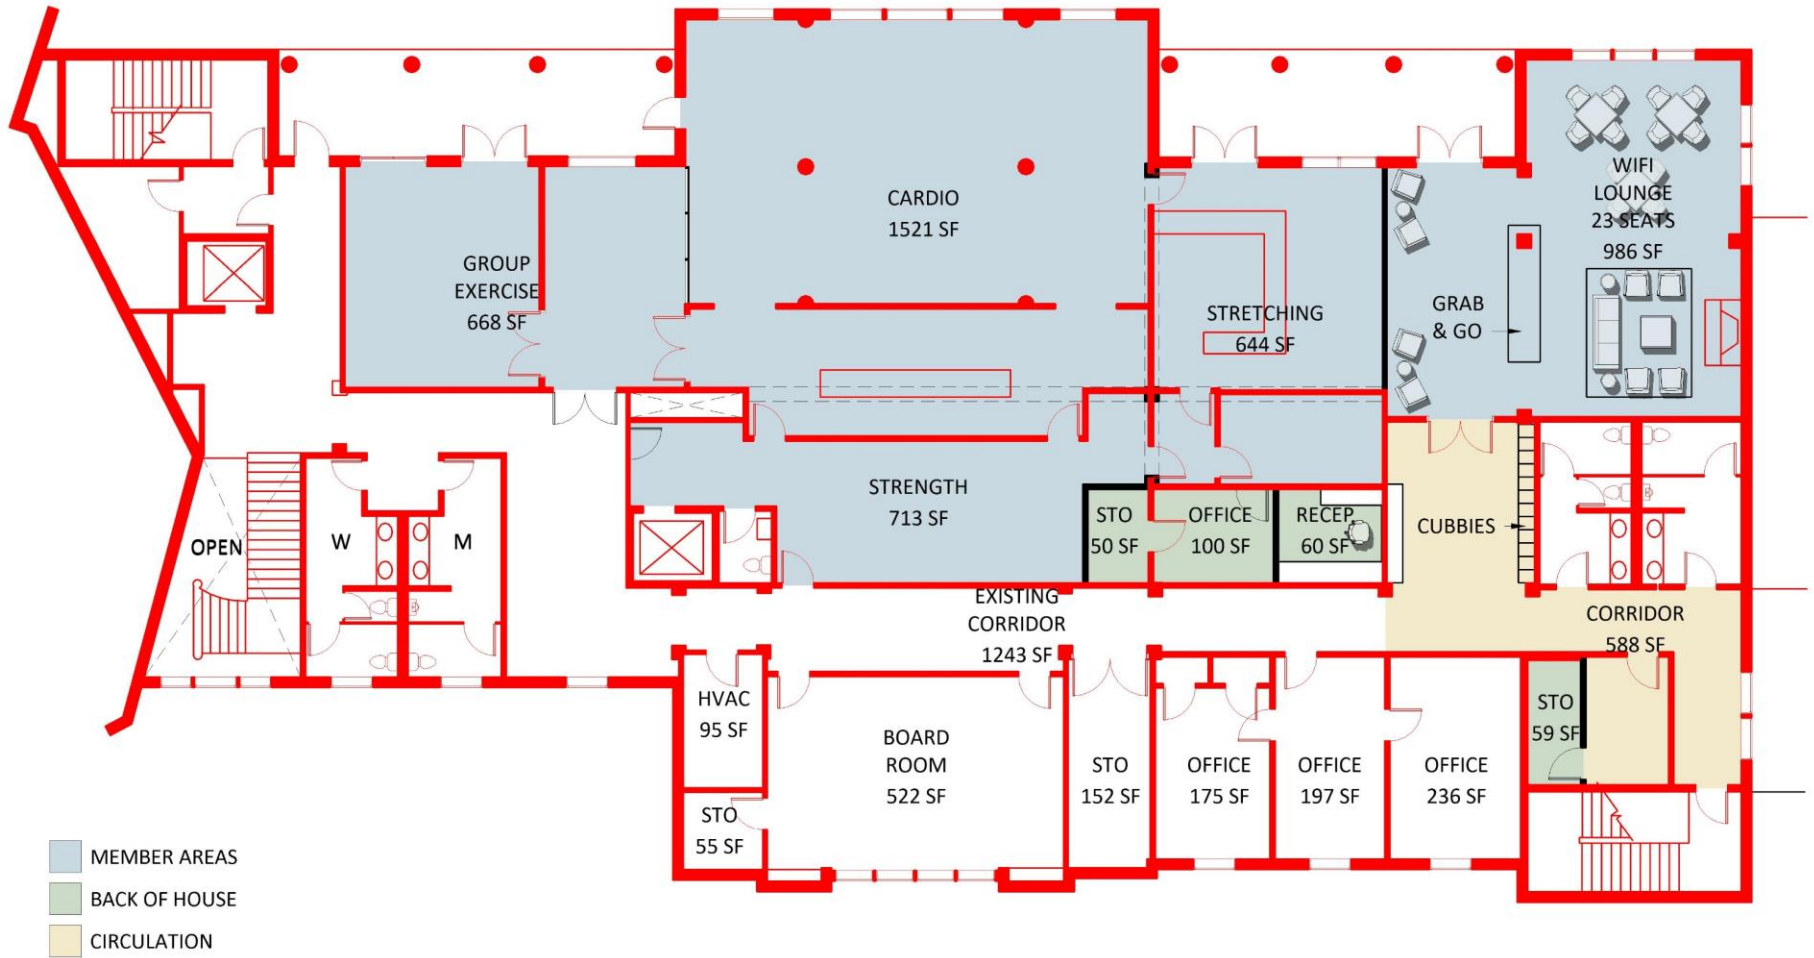 CARDIO
1521 SF
WIFI
LOUNGE
23 SEATS
986 SF
GROUP
EXERCISE
668 SF
STRETCHING
644 SF
GRAB
& GO
STRENGTH
713 SF
STO
50 SF
OFFICE
100 SF
RECEP
60 SF
CUBBIES
OPEN
W
M
EXISTING
CORRIDOR
1243 SF
CORRIDOR
588 SF
HVAC
95 SF
STO
55 SF
BOARD
ROOM
522 SF
STO
152 SF
OFFICE
175 SF
OFFICE
197 SF
OFFICE
236 SF
STO
59 SF
MEMBER AREAS
BACK OF HOUSE
CIRCULATION